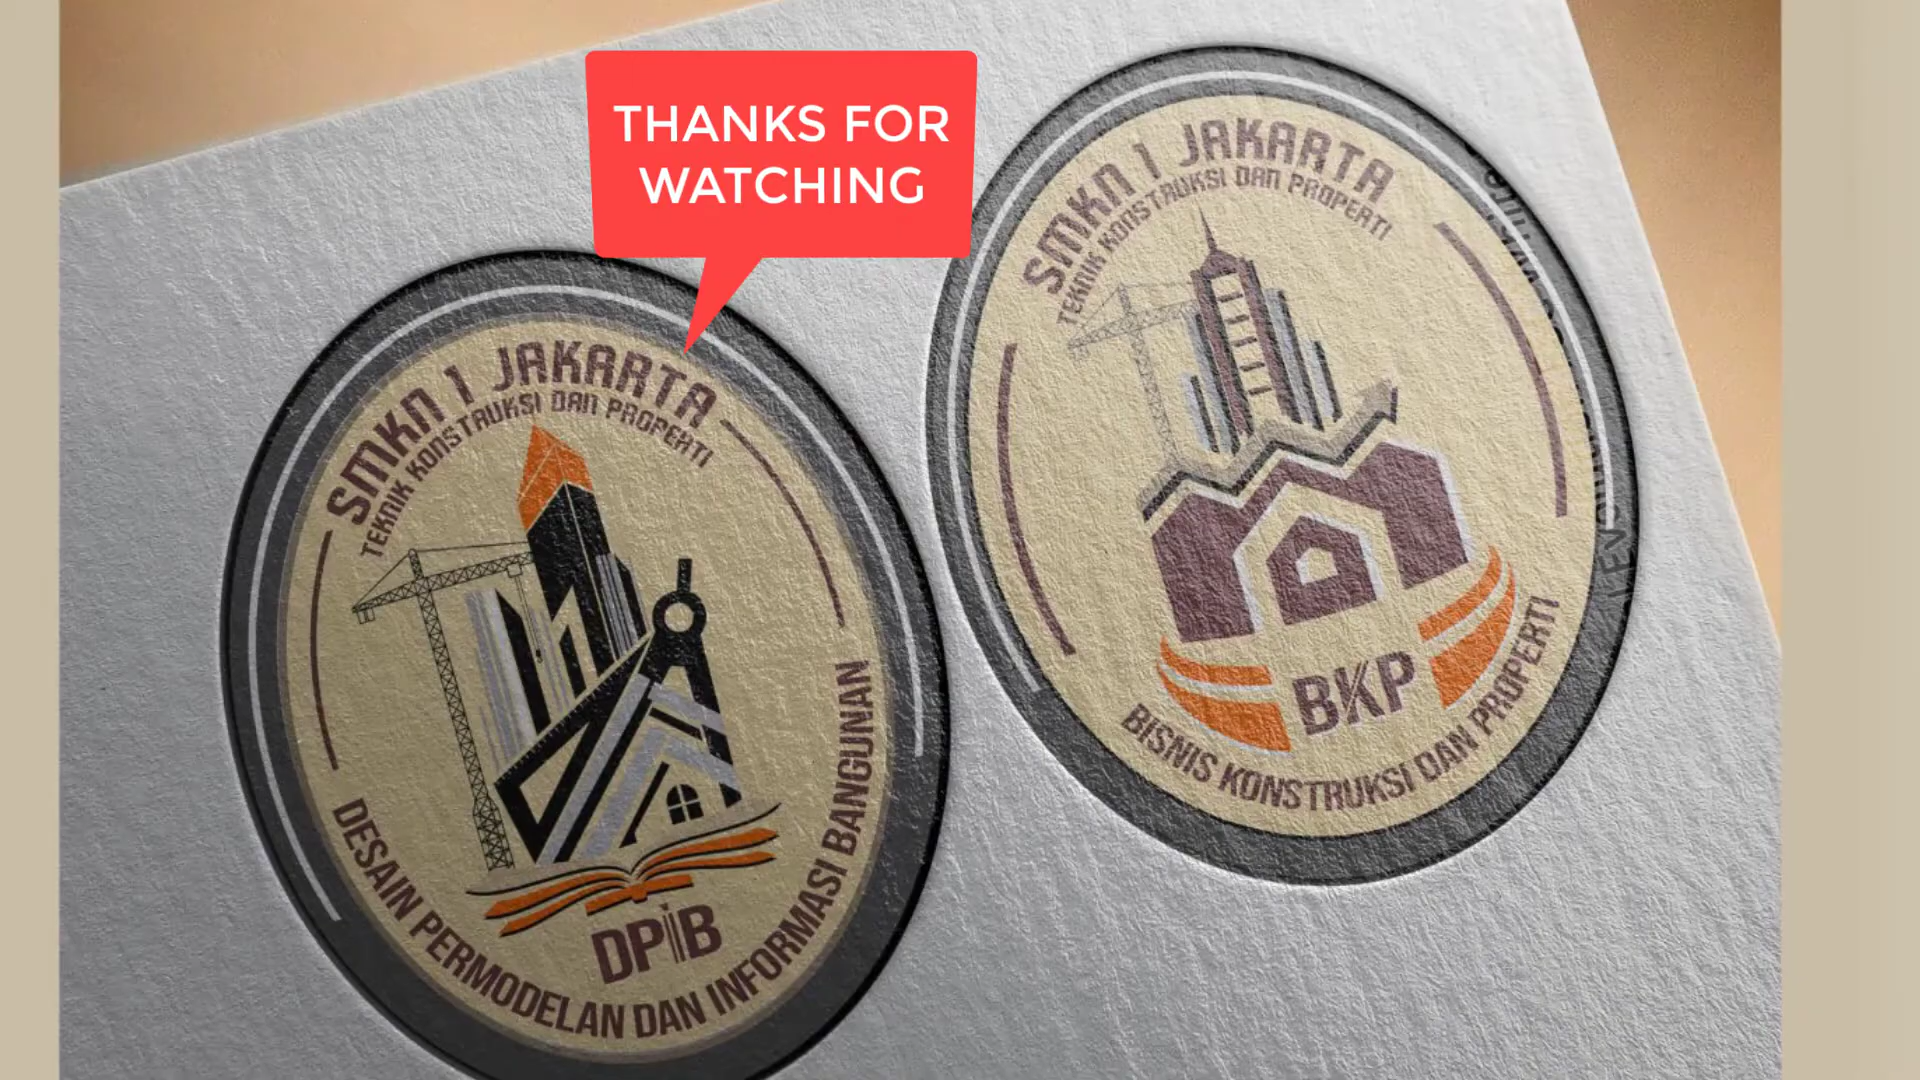 THANKS FOR
WATCHING
SMKN 1 JAKARTA
TEKNIK KONSTRUKSI DAN PROPERTI
DPIB
DESAIN PERMODELAN DAN INFORMASI BANGUNAN
SMKN 1 JAKARTA
TEKNIK KONSTRUKSI DAN PROPERTI
BKP
BISNIS KONSTRUKSI DAN PROPERTI